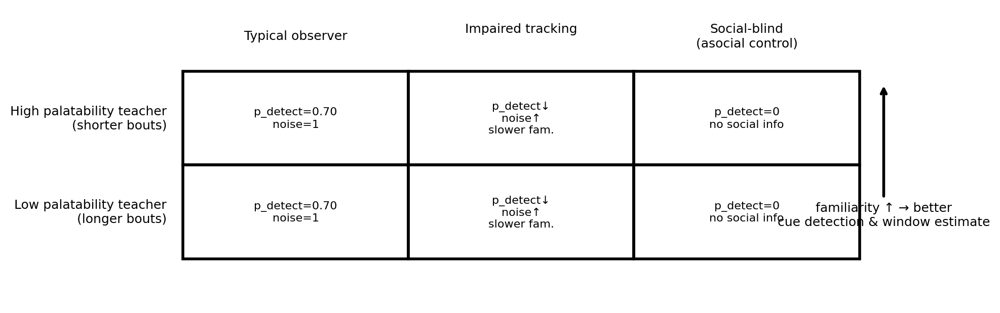 Typical observer
Impaired tracking
Social-blind
(asocial control)
High palatability teacher
(shorter bouts)
p_detect=0.70
noise=1
p_detect↓
noise↑
slower fam.
p_detect=0
no social info
Low palatability teacher
(longer bouts)
p_detect=0.70
noise=1
p_detect↓
noise↑
slower fam.
p_detect=0
no social info
familiarity ↑ → better
cue detection & window estimate